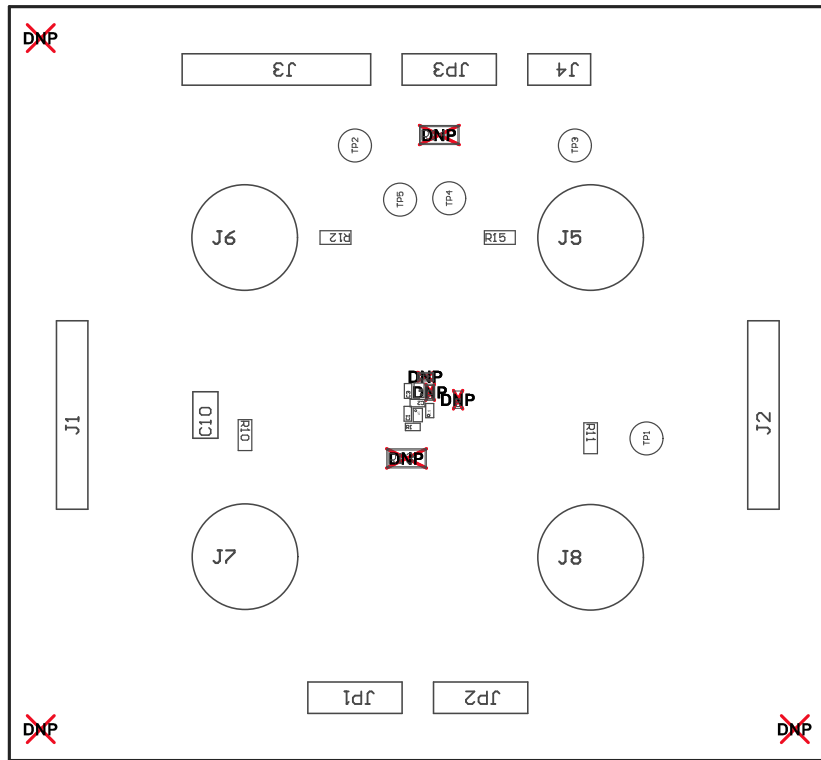 DNP
J3
JP3
J4
TP2
DNP
TP3
TP5
TP4
J6
R12
R15
J5
DNP
DNP
DNP
J1
C10
R10
R11
TP1
J2
DNP
J7
J8
JP1
JP2
DNP
DNP